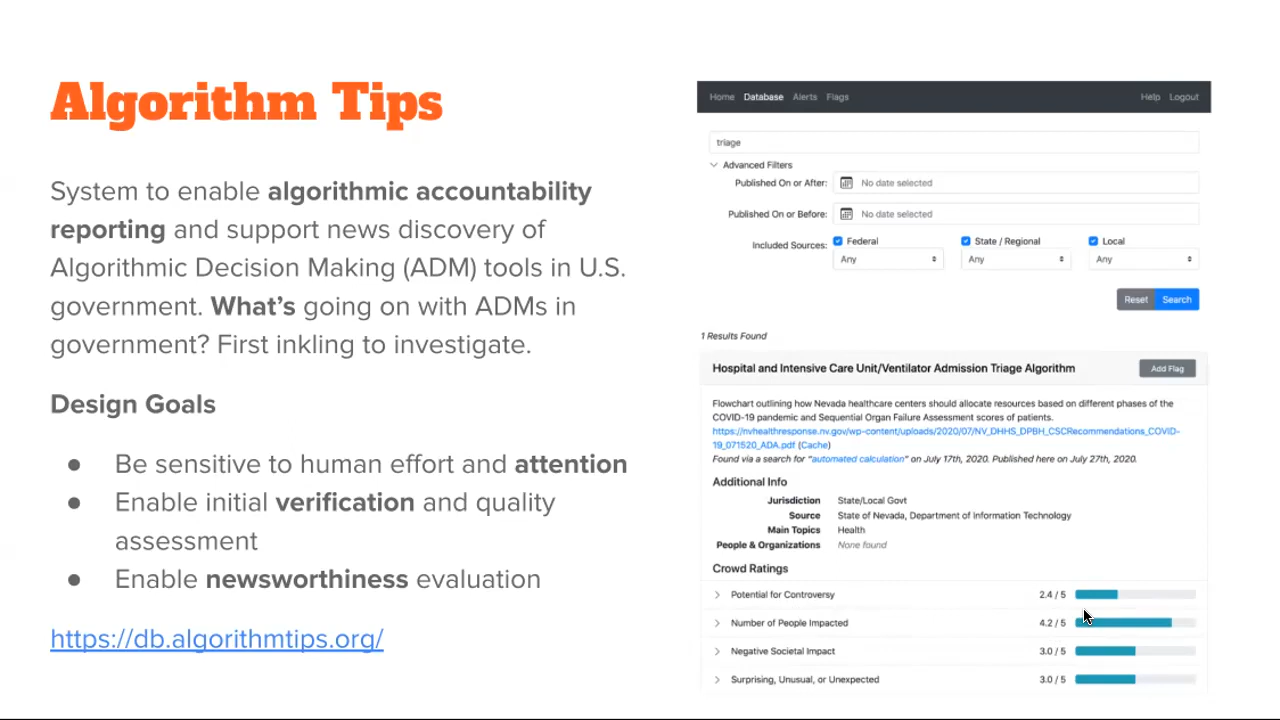 Algorithm Tips
System to enable algorithmic accountability
reporting and support news discovery of
Algorithmic Decision Making (ADM) tools in U.S.
government. What's going on with ADMs in
government? First inkling to investigate.
Design Goals
● Be sensitive to human effort and attention
● Enable initial verification and quality
assessment
● Enable newsworthiness evaluation
https://db.algorithmtips.org/
Home Database Alerts Flags Help Logout
triage
Advanced Filters
Published On or After: No date selected
Published On or Before: No date selected
Included Sources: Federal State / Regional Local
Any Any Any
Reset Search
1 Results Found
Hospital and Intensive Care Unit/Ventilator Admission Triage Algorithm Add Flag
Flowchart outlining how Nevada healthcare centers should allocate resources based on different phases of the
COVID-19 pandemic and Sequential Organ Failure Assessment scores of patients.
https://nvhealthresponse.nv.gov/wp-content/uploads/2020/07/NV_DHHS_DPBH_CSCRecommendations_COVID-
19_071520_ADA.pdf (Cache)
Found via a search for "automated calculation" on July 17th, 2020. Published here on July 27th, 2020.
Additional Info
Jurisdiction State/Local Govt
Source State of Nevada, Department of Information Technology
Main Topics Health
People & Organizations None found
Crowd Ratings
Potential for Controversy 2.4 / 5
Number of People Impacted 4.2 / 5
Negative Societal Impact 3.0 / 5
Surprising, Unusual, or Unexpected 3.0 / 5